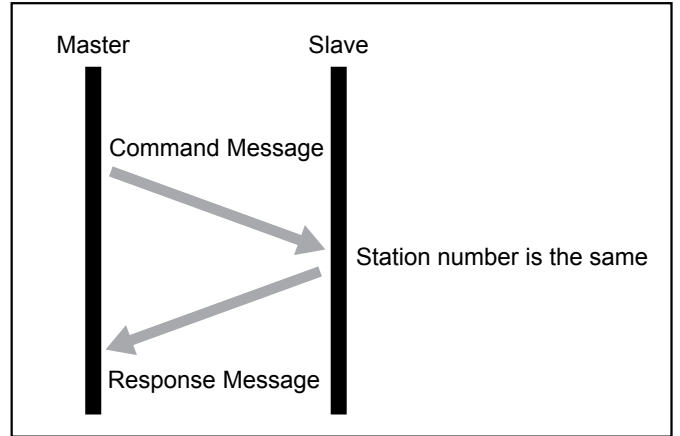 Master
Slave
Command Message
Station number is the same
Response Message